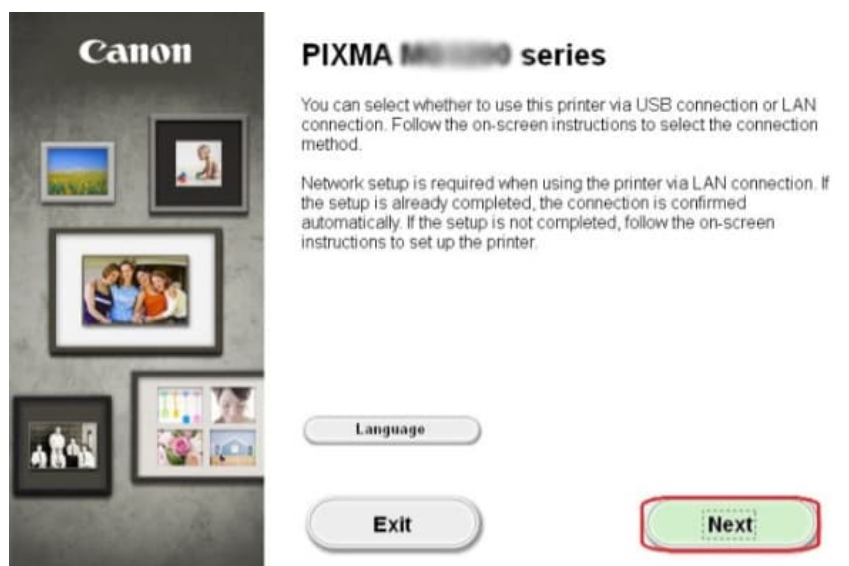 Canon
PIXMA series
You can select whether to use this printer via USB connection or LAN
connection. Follow the on-screen instructions to select the connection
method.
Network setup is required when using the printer via LAN connection. If
the setup is already completed, the connection is confirmed
automatically. If the setup is not completed, follow the on-screen
instructions to set up the printer.
Language
Exit
Next